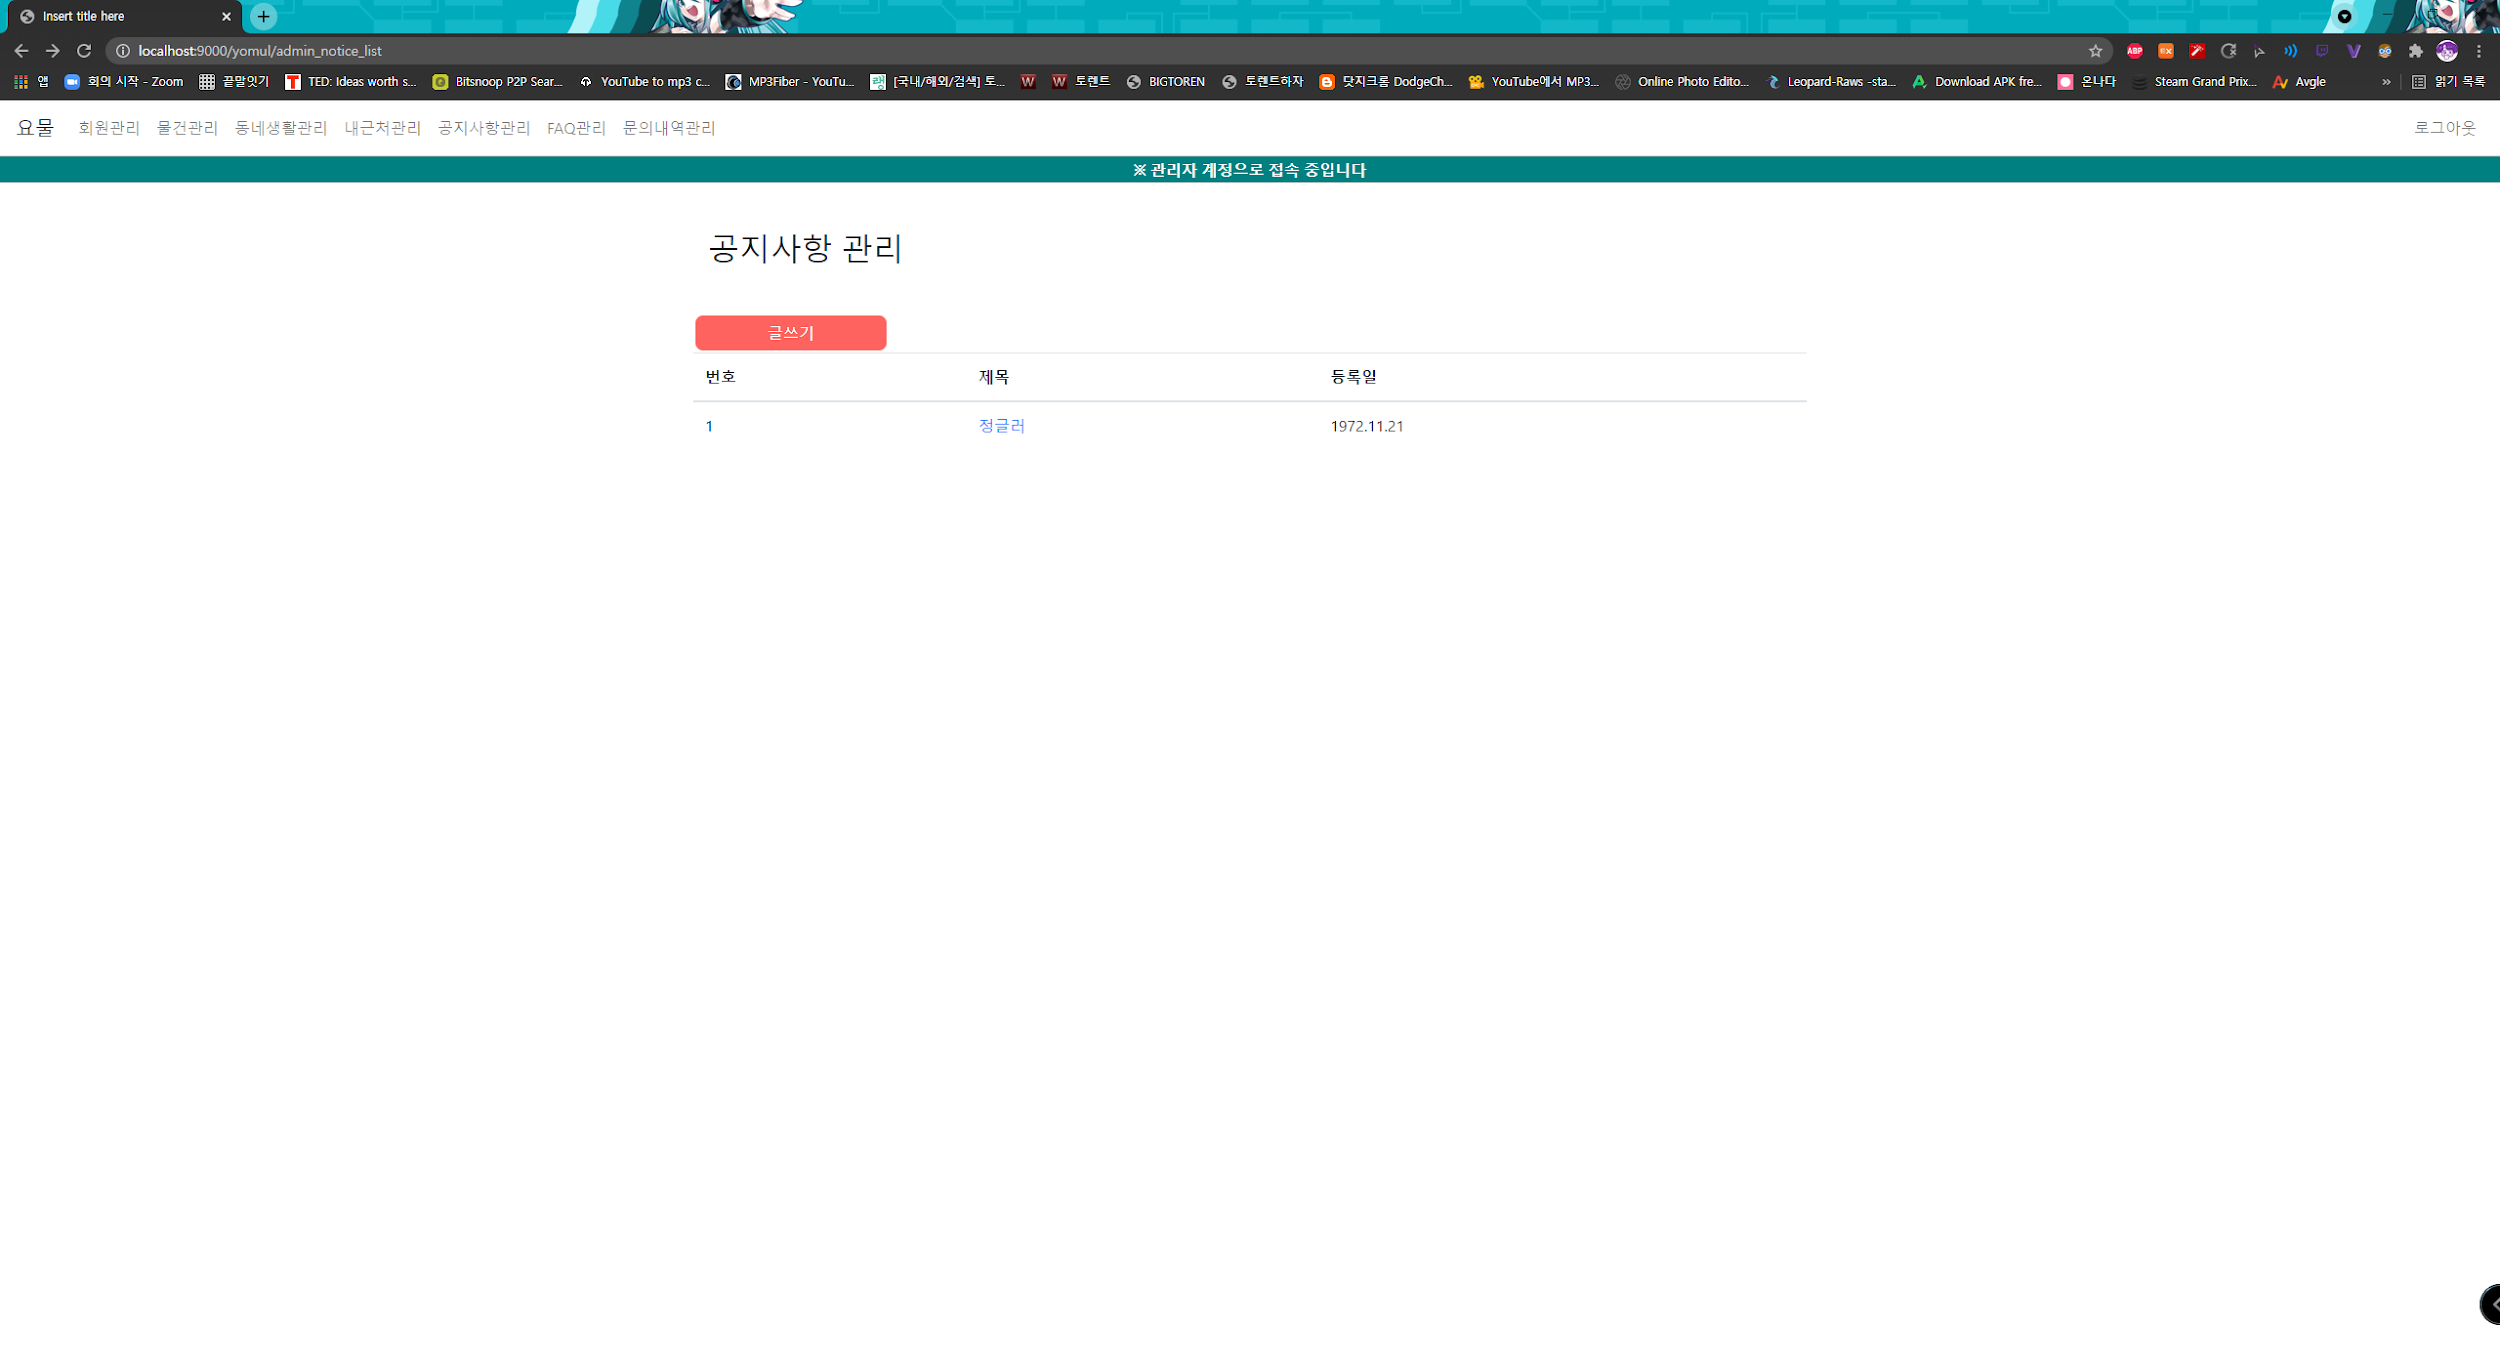 Insert title here
localhost:9000/yomul/admin_notice_list
ABP
앱 회의 시작 - Zoom 끝말잇기 TED: Ideas worth s... Bitsnoop P2P Sear... YouTube to mp3 c... MP3Fiber - YouTu... [국내/해외/검색] 토... 토렌트 BIGTOREN 토렌트하자 닷지크롬 DodgeCh... YouTube에서 MP3... Online Photo Edito... Leopard-Raws -sta... Download APK fre... 온나다 Steam Grand Prix... Avgle » 읽기 목록
요물 회원관리 물건관리 동네생활관리 내근처관리 공지사항관리 FAQ관리 문의내역관리 로그아웃
※ 관리자 계정으로 접속 중입니다
공지사항 관리
글쓰기
번호 제목 등록일
1 정글러 1972.11.21